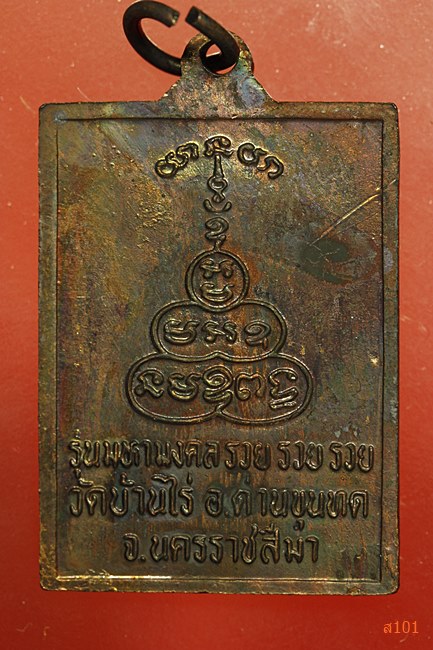 รุ่นมหามงคล รวย รวย รวย
วัดบ้านไร่ อ.ด่านขุนทด
จ.นครราชสีมา
ส101